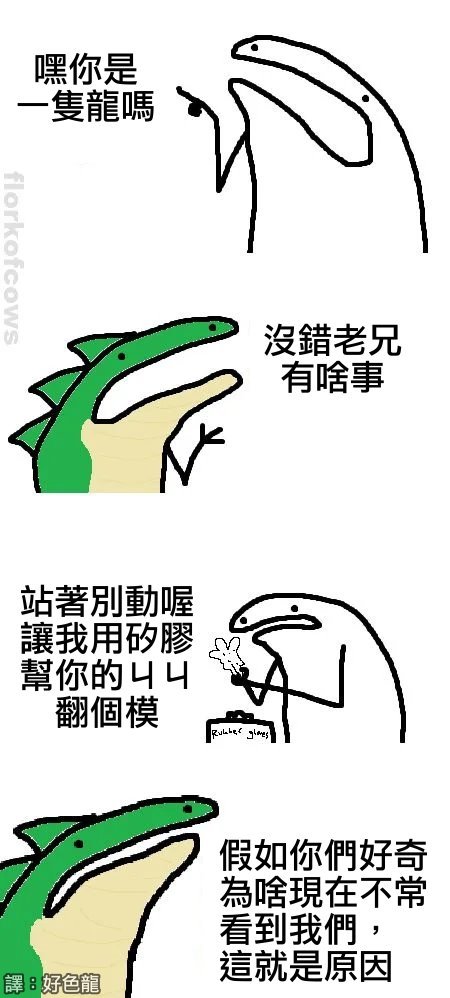 嘿你是
一隻龍嗎
florkofcows
沒錯老兄
有啥事
站著別動喔
讓我用矽膠
幫你的ㄐㄐ
翻個模
Rubber gloves
假如你們好奇
為啥現在不常
看到我們，
這就是原因
譯：好色龍